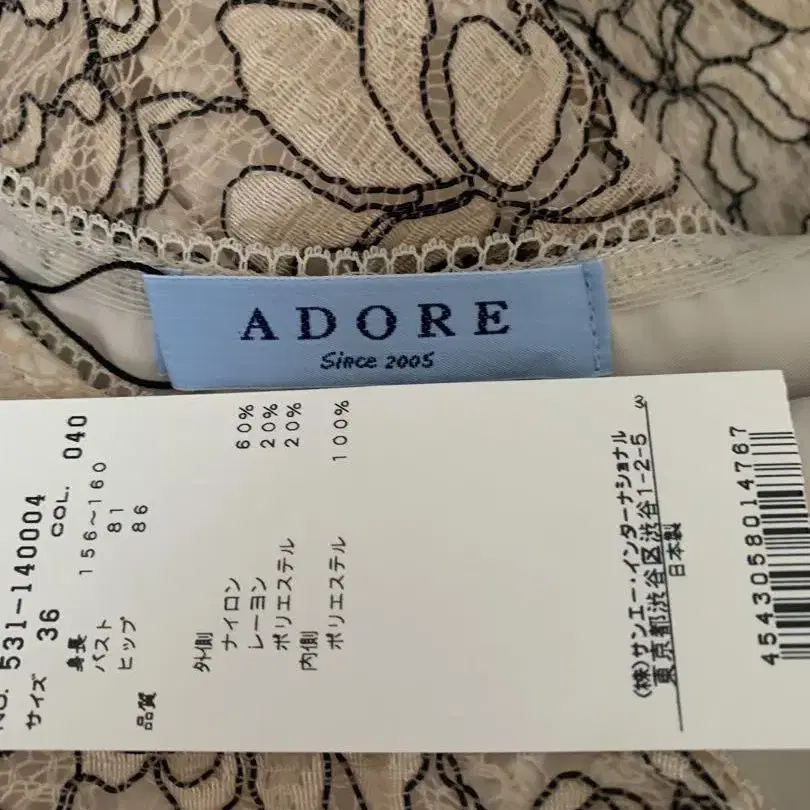 ADORE
Since 2005
NO. 531-140004
COL. 040
サイズ 36
身長 156~160
バスト 81
ヒップ 86
品質
外側
ナイロン 60%
レーヨン 20%
ポリエステル 20%
内側
ポリエステル 100%
(株)サンエー・インターナショナル
東京都渋谷区渋谷1-2-5
日本製
3
4543058014767